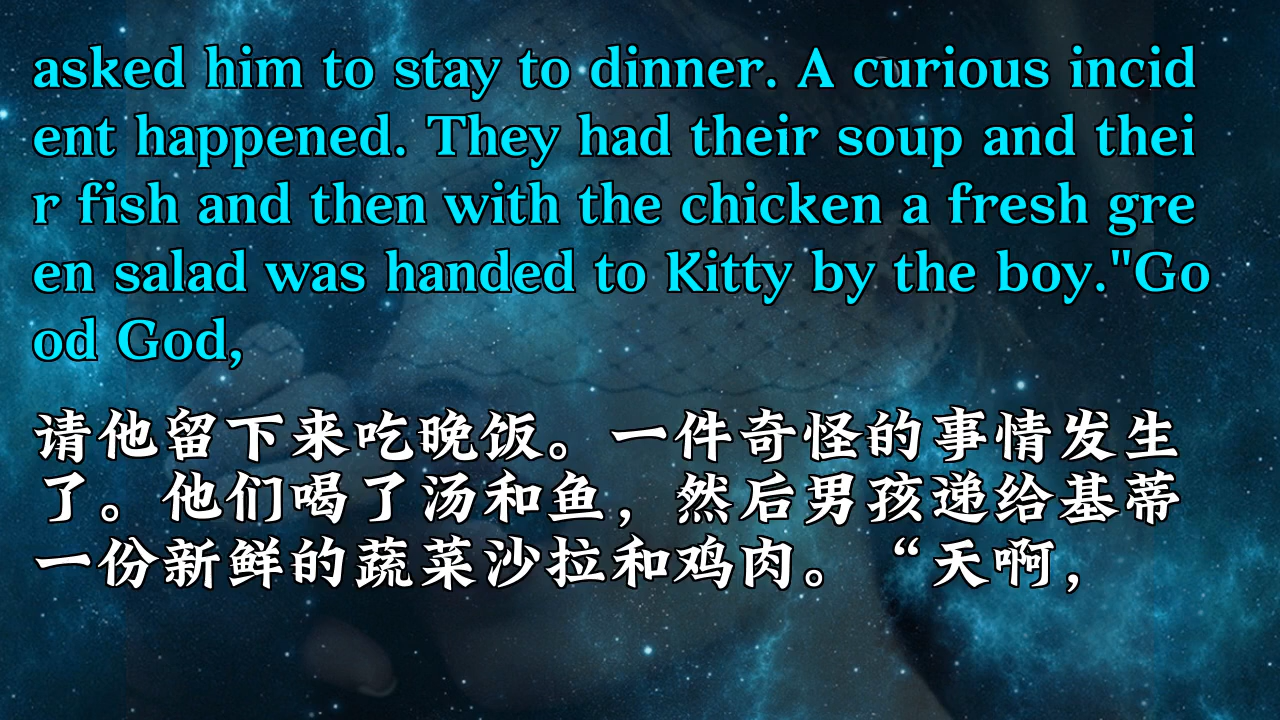 asked him to stay to dinner. A curious incid
ent happened. They had their soup and thei
r fish and then with the chicken a fresh gre
en salad was handed to Kitty by the boy."Go
od God,
请他留下来吃晚饭。 一件奇怪的事情发生
了。他们喝了汤和鱼，然后男孩递给基蒂
一份新鲜的蔬菜沙拉和鸡肉。 “天啊，